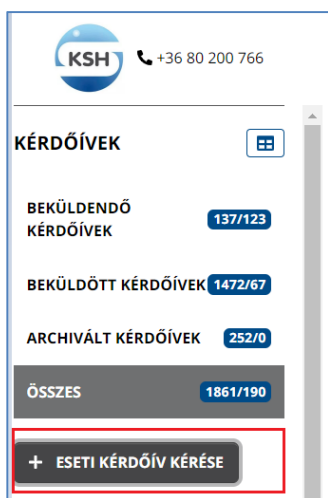 KSH
+36 80 200 766
KÉRDŐÍVEK
BEKÜLDENDŐ
KÉRDŐÍVEK
137/123
BEKÜLDÖTT KÉRDŐÍVEK 1472/67
ARCHIVÁLT KÉRDŐÍVEK 252/0
ÖSSZES 1861/190
+ ESETI KÉRDŐÍV KÉRÉSE